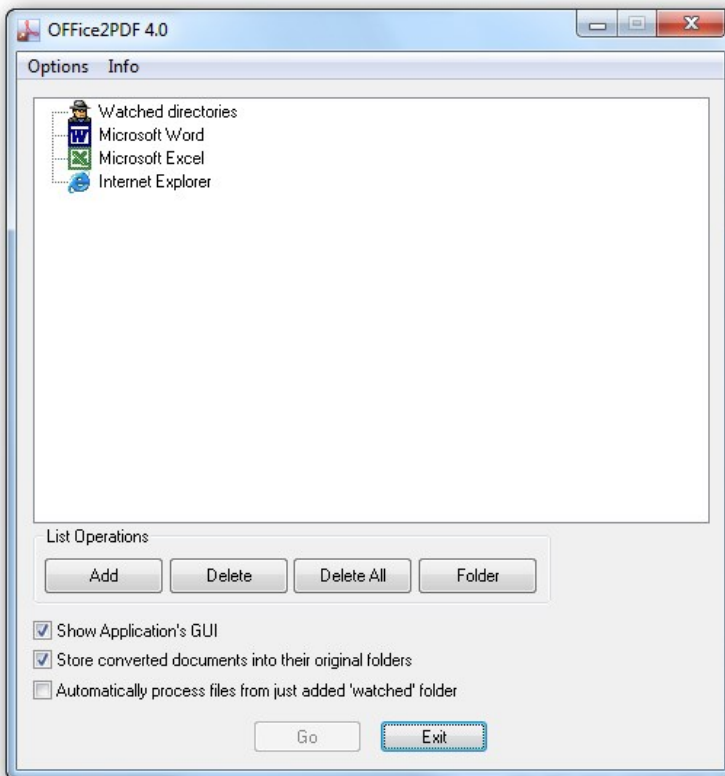 OFFice2PDF 4.0
Options Info
Watched directories
Microsoft Word
Microsoft Excel
Internet Explorer
List Operations
Add Delete Delete All Folder
Show Application's GUI
Store converted documents into their original folders
Automatically process files from just added 'watched' folder
Go Exit